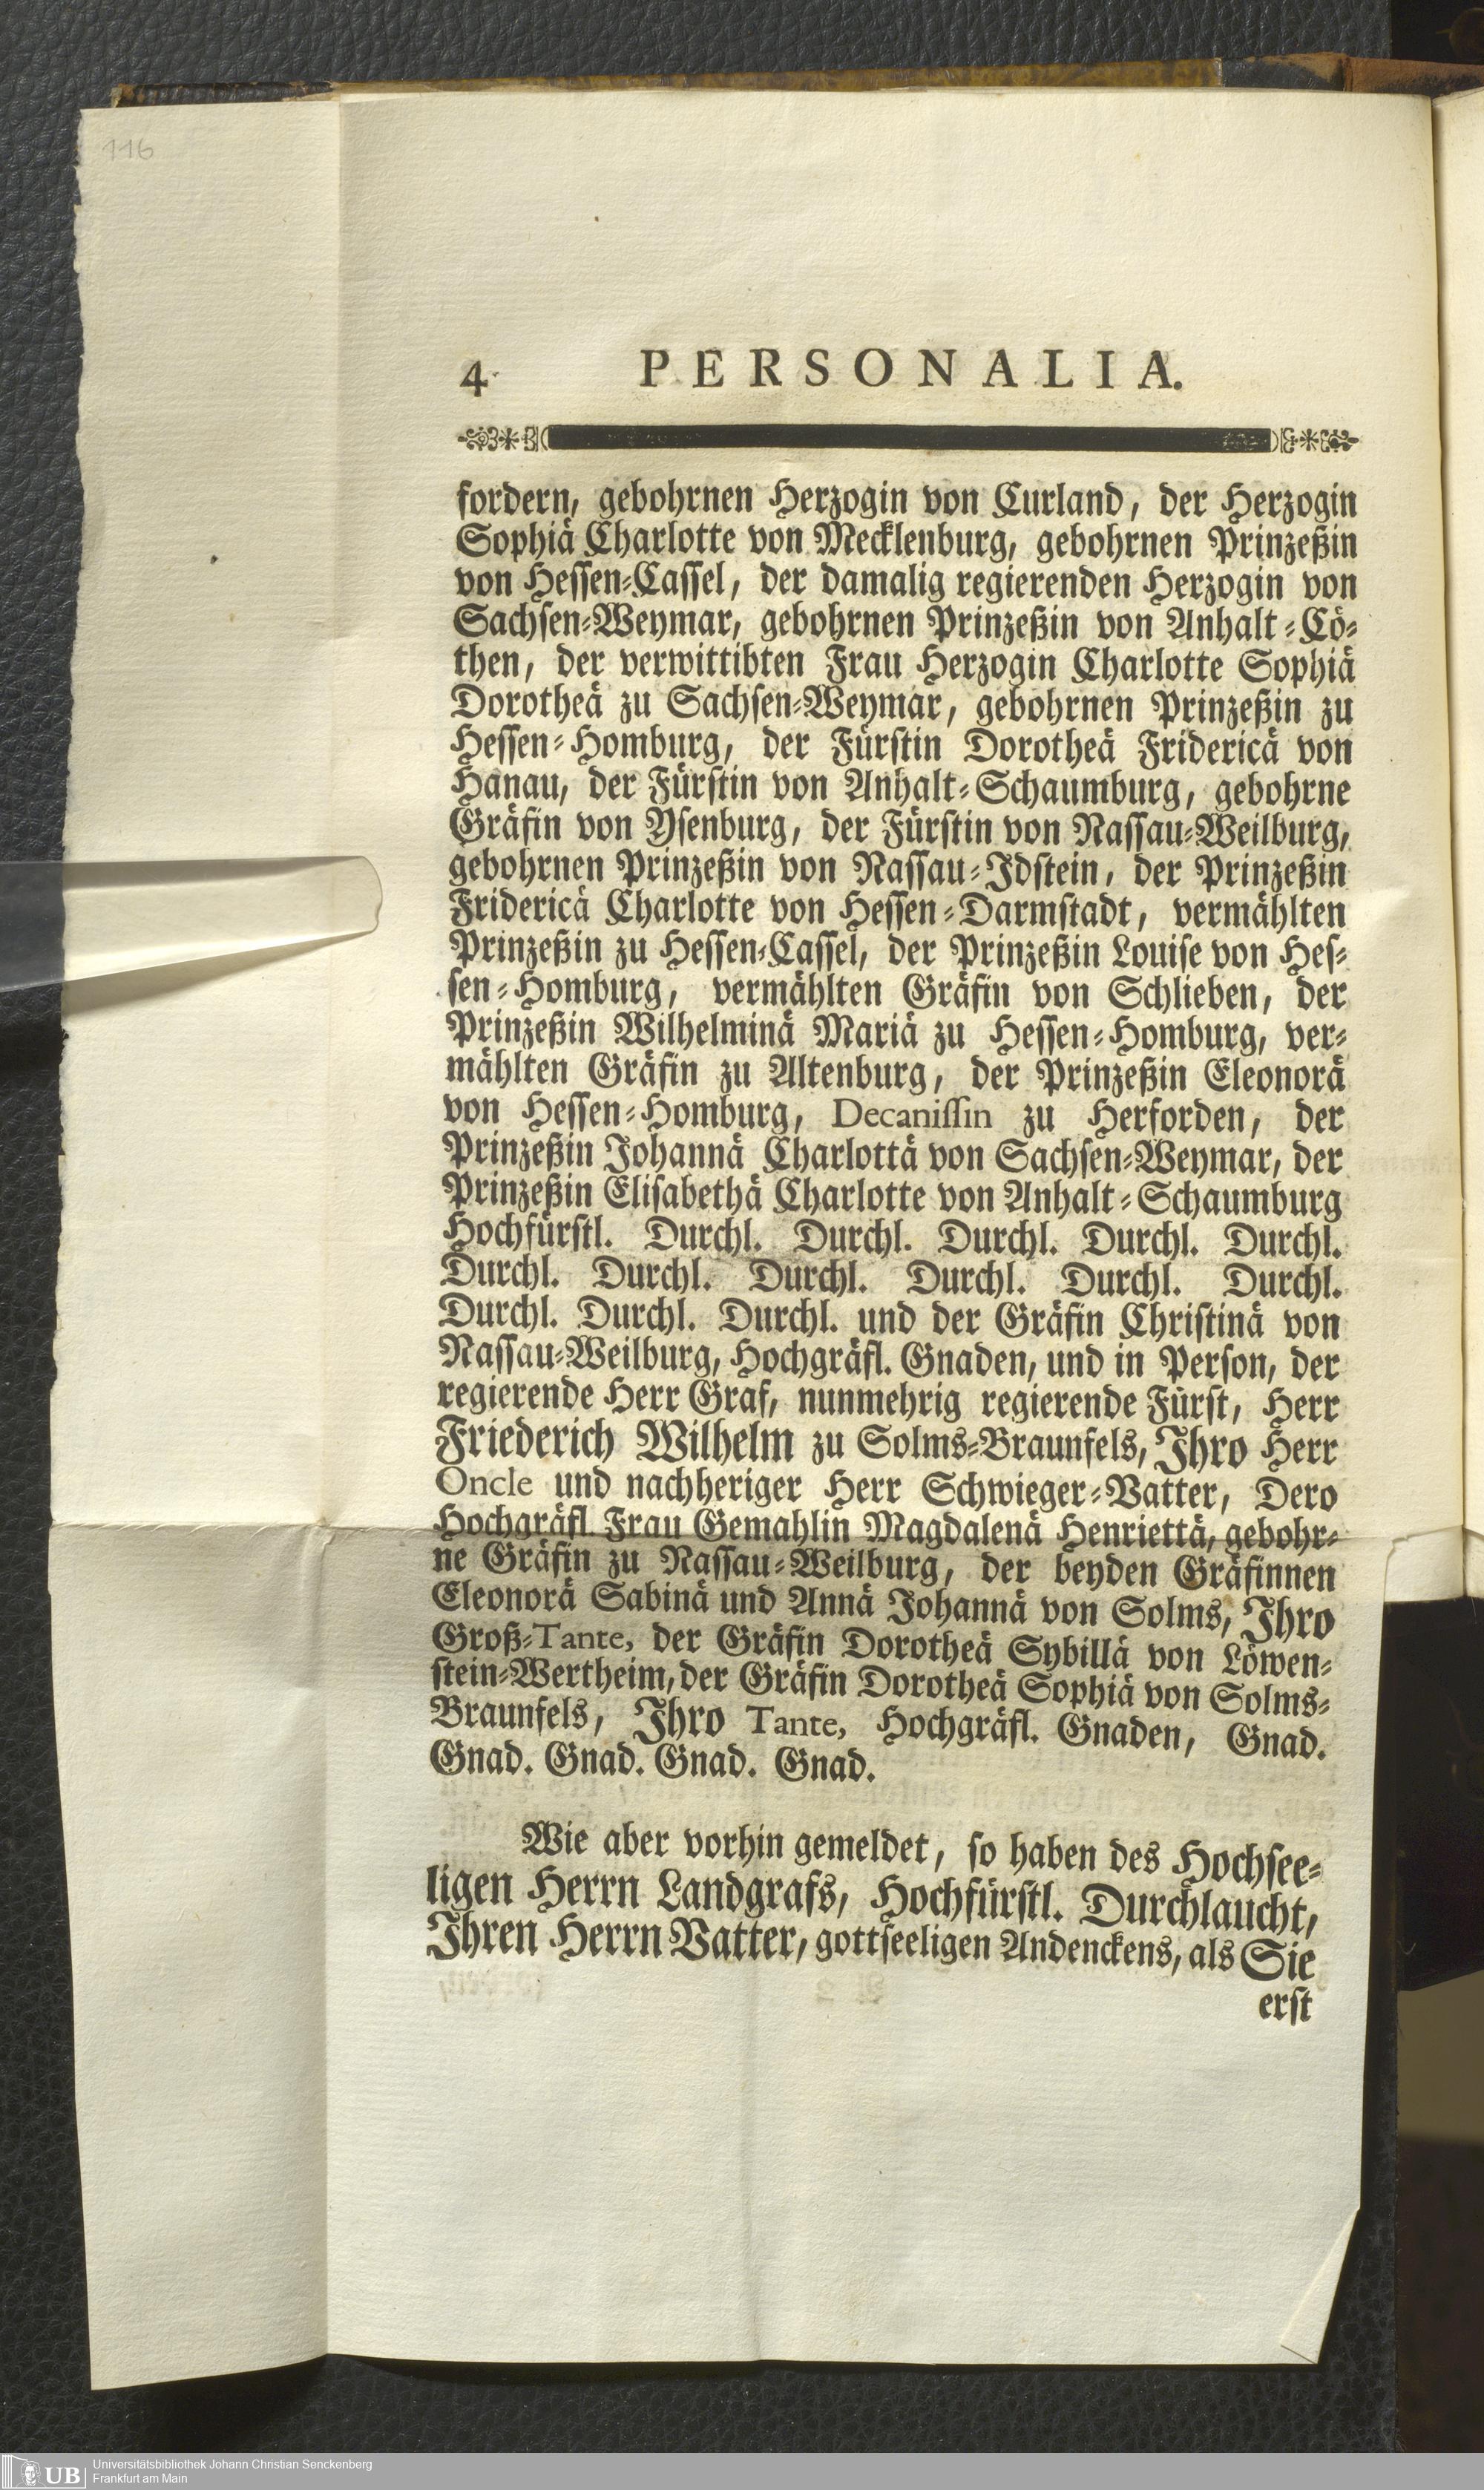 116
4 PERSONALIA.
fordern, gebohrnen Herzogin von Curland, der Herzogin
Sophiä Charlotte von Mecklenburg, gebohrnen Prinzeßin
von Hessen-Cassel, der damalig regierenden Herzogin von
Sachsen-Weymar, gebohrnen Prinzeßin von Anhalt-Cö-
then, der verwittibten Frau Herzogin Charlotte Sophiä
Dorotheä zu Sachsen-Weymar, gebohrnen Prinzeßin zu
Hessen-Homburg, der Fürstin Dorotheä Fridericä von
Hanau, der Fürstin von Anhalt-Schaumburg, gebohrne
Gräfin von Ysenburg, der Fürstin von Nassau-Weilburg,
gebohrnen Prinzeßin von Nassau-Idstein, der Prinzeßin
Fridericä Charlotte von Hessen-Darmstadt, vermählten
Prinzeßin zu Hessen-Cassel, der Prinzeßin Louise von Hes-
sen-Homburg, vermählten Gräfin von Schlieben, der
Prinzeßin Wilhelminä Mariä zu Hessen-Homburg, ver-
mählten Gräfin zu Altenburg, der Prinzeßin Eleonorä
von Hessen-Homburg, Decanissin zu Herforden, der
Prinzeßin Johannä Charlottä von Sachsen-Weymar, der
Prinzeßin Elisabethä Charlotte von Anhalt-Schaumburg
Hochfürstl. Durchl. Durchl. Durchl. Durchl. Durchl.
Durchl. Durchl. Durchl. Durchl. Durchl. Durchl.
Durchl. Durchl. Durchl. und der Gräfin Christinä von
Nassau-Weilburg, Hochgräfl. Gnaden, und in Person, der
regierende Herr Graf, nunmehrig regierende Fürst, Herr
Friederich Wilhelm zu Solms-Braunfels, Ihro Herr
Oncle und nachheriger Herr Schwieger-Vatter, Dero
Hochgräfl. Frau Gemahlin Magdalenä Henriettä, gebohr-
ne Gräfin zu Nassau-Weilburg, der beyden Gräfinnen
Eleonorä Sabinä und Annä Johannä von Solms, Ihro
Groß-Tante, der Gräfin Dorotheä Sybillä von Löwen-
stein-Wertheim, der Gräfin Dorotheä Sophiä von Solms-
Braunfels, Ihro Tante, Hochgräfl. Gnaden, Gnad.
Gnad. Gnad. Gnad. Gnad.
Wie aber vorhin gemeldet, so haben des Hochsee-
ligen Herrn Landgrafs, Hochfürstl. Durchlaucht,
Ihren Herrn Vatter, gottseeligen Andenckens, als Sie
erst
UB Universitätsbibliothek Johann Christian Senckenberg
Frankfurt am Main